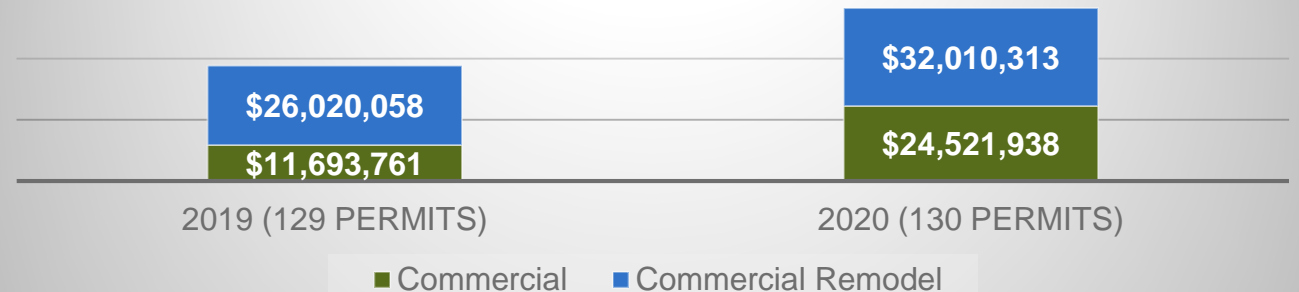 $32,010,313
$26,020,058
$24,521,938
$11,693,761
2019 (129 PERMITS)
2020 (130 PERMITS)
Commercial
Commercial Remodel